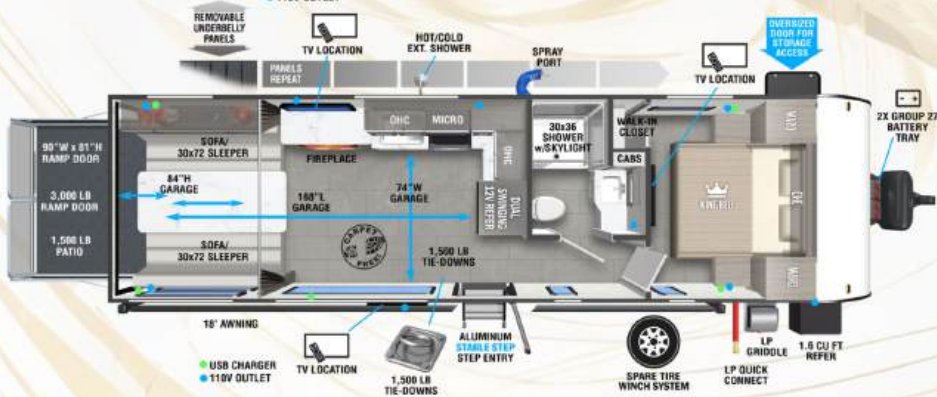 110V OUTLET
REMOVABLE
UNDERBELLY
PANELS
TV LOCATION
HOT/COLD
EXT. SHOWER
SPRAY
PORT
TV LOCATION
OVERSIZED
DOOR FOR
STORAGE
ACCESS
PANELS
REPEAT
2X GROUP 27
BATTERY
TRAY
90"W x 81"H
RAMP DOOR
3,000 LB
RAMP DOOR
1,500 LB
PATIO
SOFA/
30x72 SLEEPER
84"H
GARAGE
168"L
GARAGE
SOFA/
30x72 SLEEPER
FIREPLACE
OHC
MICRO
74"W
GARAGE
CARPET
FREE!
1,500 LB
TIE-DOWNS
OHC
DUAL
SWINGING
12V REFER
30x36
SHOWER
w/SKYLIGHT
WALK-IN
CLOSET
CABS
WARD
KING BED
OHC
WARD
18' AWNING
USB CHARGER
110V OUTLET
TV LOCATION
1,500 LB
TIE-DOWNS
ALUMINUM
STABLE STEP
STEP ENTRY
SPARE TIRE
WINCH SYSTEM
LP QUICK
CONNECT
LP
GRIDDLE
1.6 CU FT
REFER